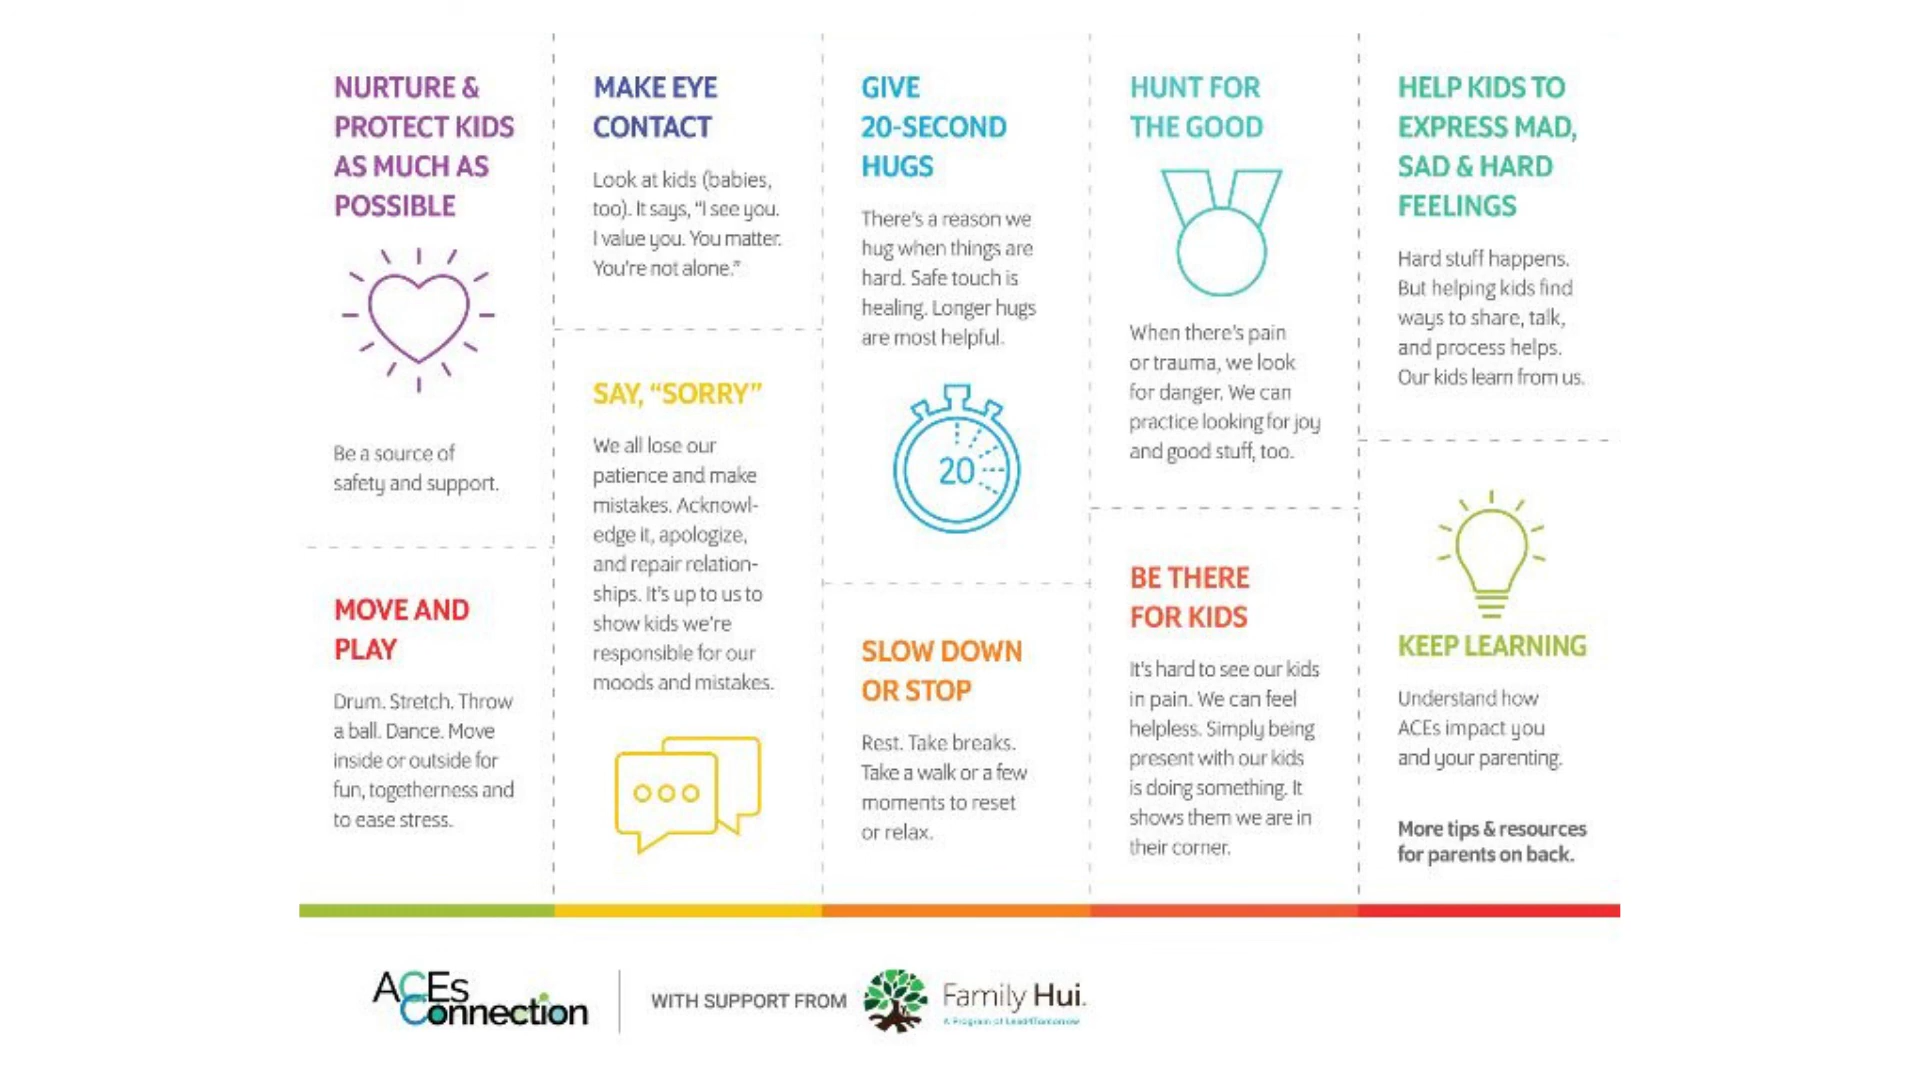 NURTURE &
PROTECT KIDS
AS MUCH AS
POSSIBLE
Be a source of
safety and support.
MOVE AND
PLAY
Drum. Stretch. Throw
a ball. Dance. Move
inside or outside for
fun, togetherness and
to ease stress.
MAKE EYE
CONTACT
Look at kids (babies,
too). It says, "I see you.
I value you. You matter.
You're not alone."
SAY, "SORRY"
We all lose our
patience and make
mistakes. Acknowl-
edge it, apologize,
and repair relation-
ships. It's up to us to
show kids we're
responsible for our
moods and mistakes.
GIVE
20-SECOND
HUGS
There's a reason we
hug when things are
hard. Safe touch is
healing. Longer hugs
are most helpful.
20
SLOW DOWN
OR STOP
Rest. Take breaks.
Take a walk or a few
moments to reset
or relax.
HUNT FOR
THE GOOD
When there's pain
or trauma, we look
for danger. We can
practice looking for joy
and good stuff, too.
BE THERE
FOR KIDS
It's hard to see our kids
in pain. We can feel
helpless. Simply being
present with our kids
is doing something. It
shows them we are in
their corner.
HELP KIDS TO
EXPRESS MAD,
SAD & HARD
FEELINGS
Hard stuff happens.
But helping kids find
ways to share, talk,
and process helps.
Our kids learn from us.
KEEP LEARNING
Understand how
ACEs impact you
and your parenting.
More tips & resources
for parents on back.
ACEs
Connection
WITH SUPPORT FROM
Family Hui.
A Program of Lead4Tomorrow